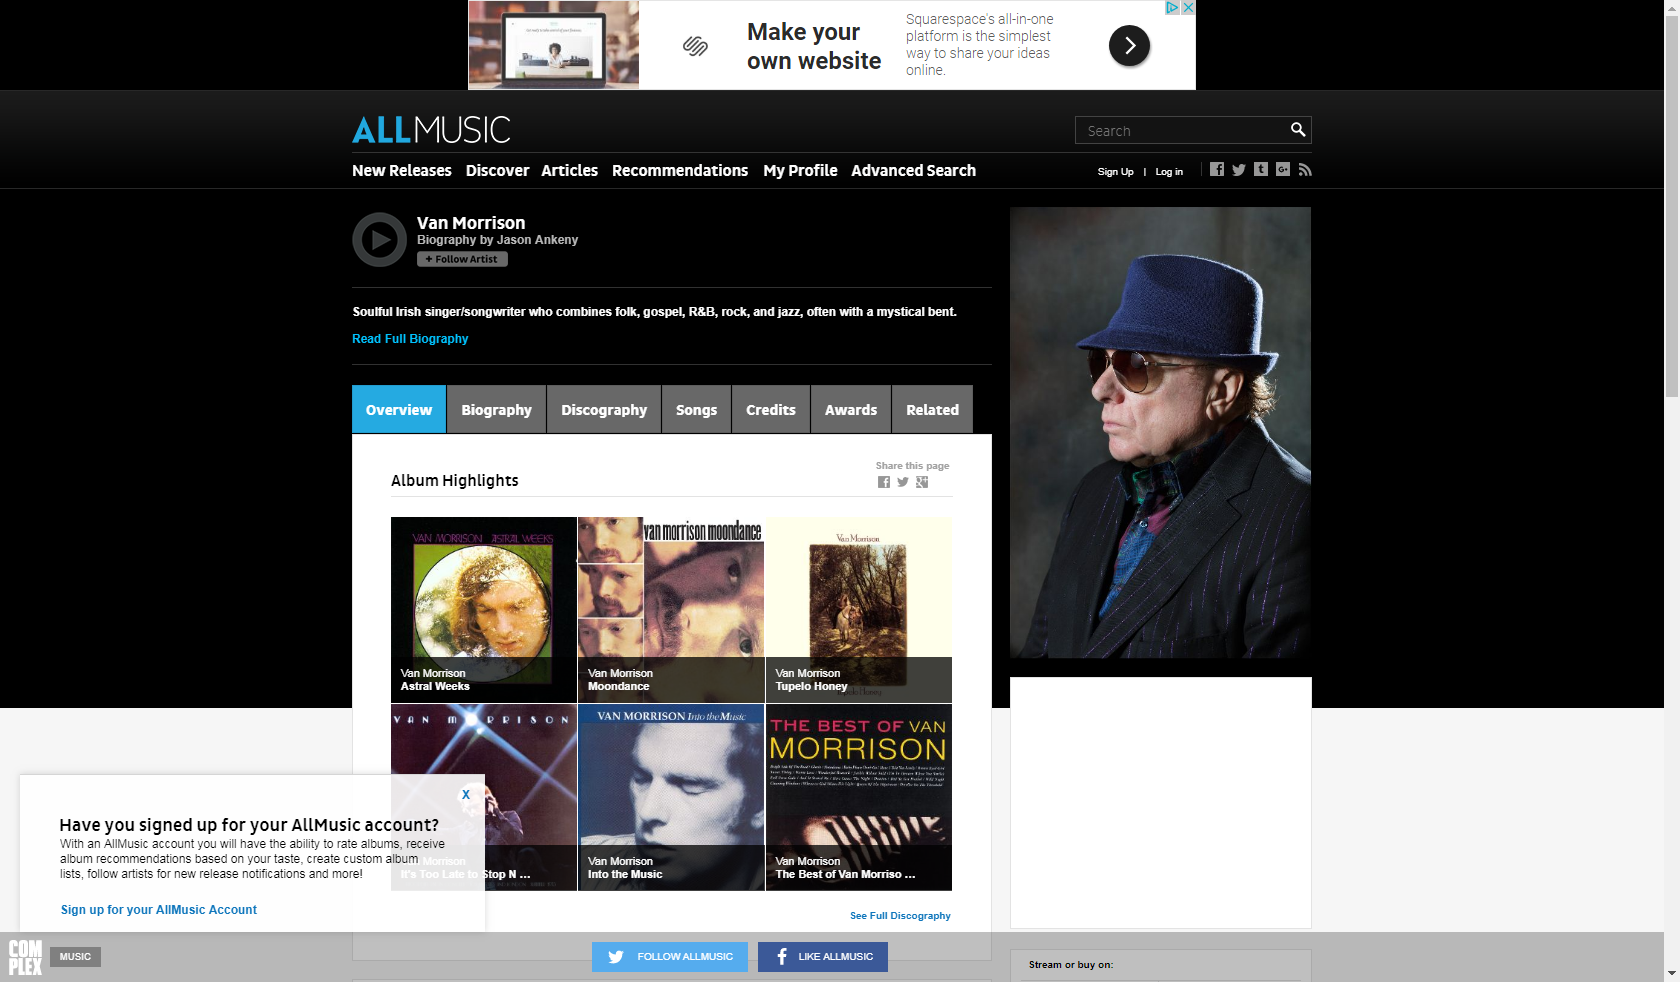 Make your
own website
Squarespace's all-in-one
platform is the simplest
way to share your ideas
online.
ALLMUSIC
Search
New Releases
Discover
Articles
Recommendations
My Profile
Advanced Search
Sign Up | Log in
Van Morrison
Biography by Jason Ankeny
+ Follow Artist
Soulful Irish singer/songwriter who combines folk, gospel, R&B, rock, and jazz, often with a mystical bent.
Read Full Biography
Overview
Biography
Discography
Songs
Credits
Awards
Related
Album Highlights
Share this page
VAN MORRISON ASTRAL WEEKS
van morrison moondance
Van Morrison
Van Morrison
Astral Weeks
Van Morrison
Moondance
Van Morrison
Tupelo Honey
Tupelo Honey
VAN MORRISON
VAN MORRISON Into the Music
THE BEST OF VAN
MORRISON
Van Morrison
It's Too Late to Stop N ...
Van Morrison
Into the Music
Van Morrison
The Best of Van Morriso ...
See Full Discography
X
Have you signed up for your AllMusic account?
With an AllMusic account you will have the ability to rate albums, receive
album recommendations based on your taste, create custom album
lists, follow artists for new release notifications and more!
Sign up for your AllMusic Account
COM
PLEX
MUSIC
FOLLOW ALLMUSIC
LIKE ALLMUSIC
Stream or buy on: